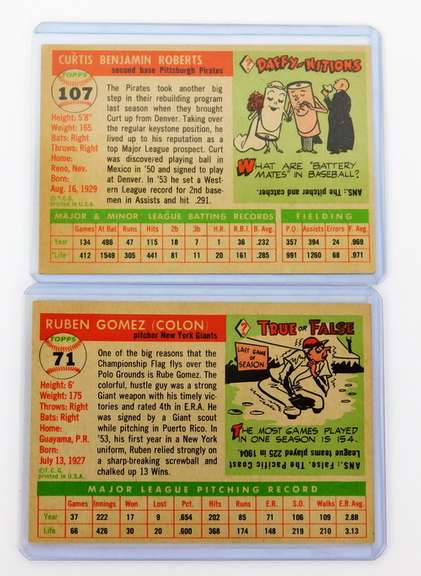 CURTIS BENJAMIN ROBERTS
second base Pittsburgh Pirates
TOPPS
107
Height: 5'8"
Weight: 165
Bats: Right
Throws: Right
Home:
Reno, Nev.
Born:
Aug. 16, 1929
© T.C.G.
PRINTED IN U.S.A.
The Pirates took another big
step in their rebuilding program
last season when they brought
Curt up from Denver. Taking over
the regular keystone position, he
lived up to his reputation as a
top Major League prospect. Curt
was discovered playing ball in
Mexico in '50 and signed to play
at Denver. In '53 he set a West-
ern League record for 2nd base-
men in Assists and hit .291.
? DAFFY-NITIONS
WHAT ARE "BATTERY
MATES" IN BASEBALL?
ANS.: The pitcher and catcher.
MAJOR & MINOR LEAGUE BATTING RECORDS
FIELDING
Games At Bat Runs Hits 2b 3b H.R. R.B.I. B. Avg. P.O. Assists Errors F. Avg.
Year 134 496 47 115 18 7 1 36 .232 357 394 24 .969
*Life 412 1549 305 441 81 11 20 161 .285 991 1260 68 .971
RUBEN GOMEZ (COLON)
pitcher New York Giants
TOPPS
71
Height: 6'
Weight: 175
Throws: Right
Bats: Right
Home:
Guayama, P.R.
Born:
July 13, 1927
© T.C.G.
PRINTED IN U.S.A.
One of the big reasons that the
Championship Flag flys over the
Polo Grounds is Rube Gomez. The
colorful, hustle guy was a strong
Giant weapon with his timely
victories and rated 4th in E.R.A. He
was signed by a Giant scout
while pitching in Puerto Rico. In
'53, his first year in a New York
uniform, Ruben relied strongly on
a sharp-breaking screwball and
chalked up 13 Wins.
? TRUE OR FALSE
LAST GAME OF
SEASON
THE MOST GAMES PLAYED
IN ONE SEASON IS 154.
ANS.: False. The Pacific Coast
League teams played 225 in
1904.
MAJOR LEAGUE PITCHING RECORD
Games Innings Won Lost Pct. Hits Runs E.R. S.O. Walks E.R. Avg.
Year 37 222 17 9 .654 202 85 71 106 109 2.88
Life 66 426 30 20 .600 368 174 148 219 210 3.13